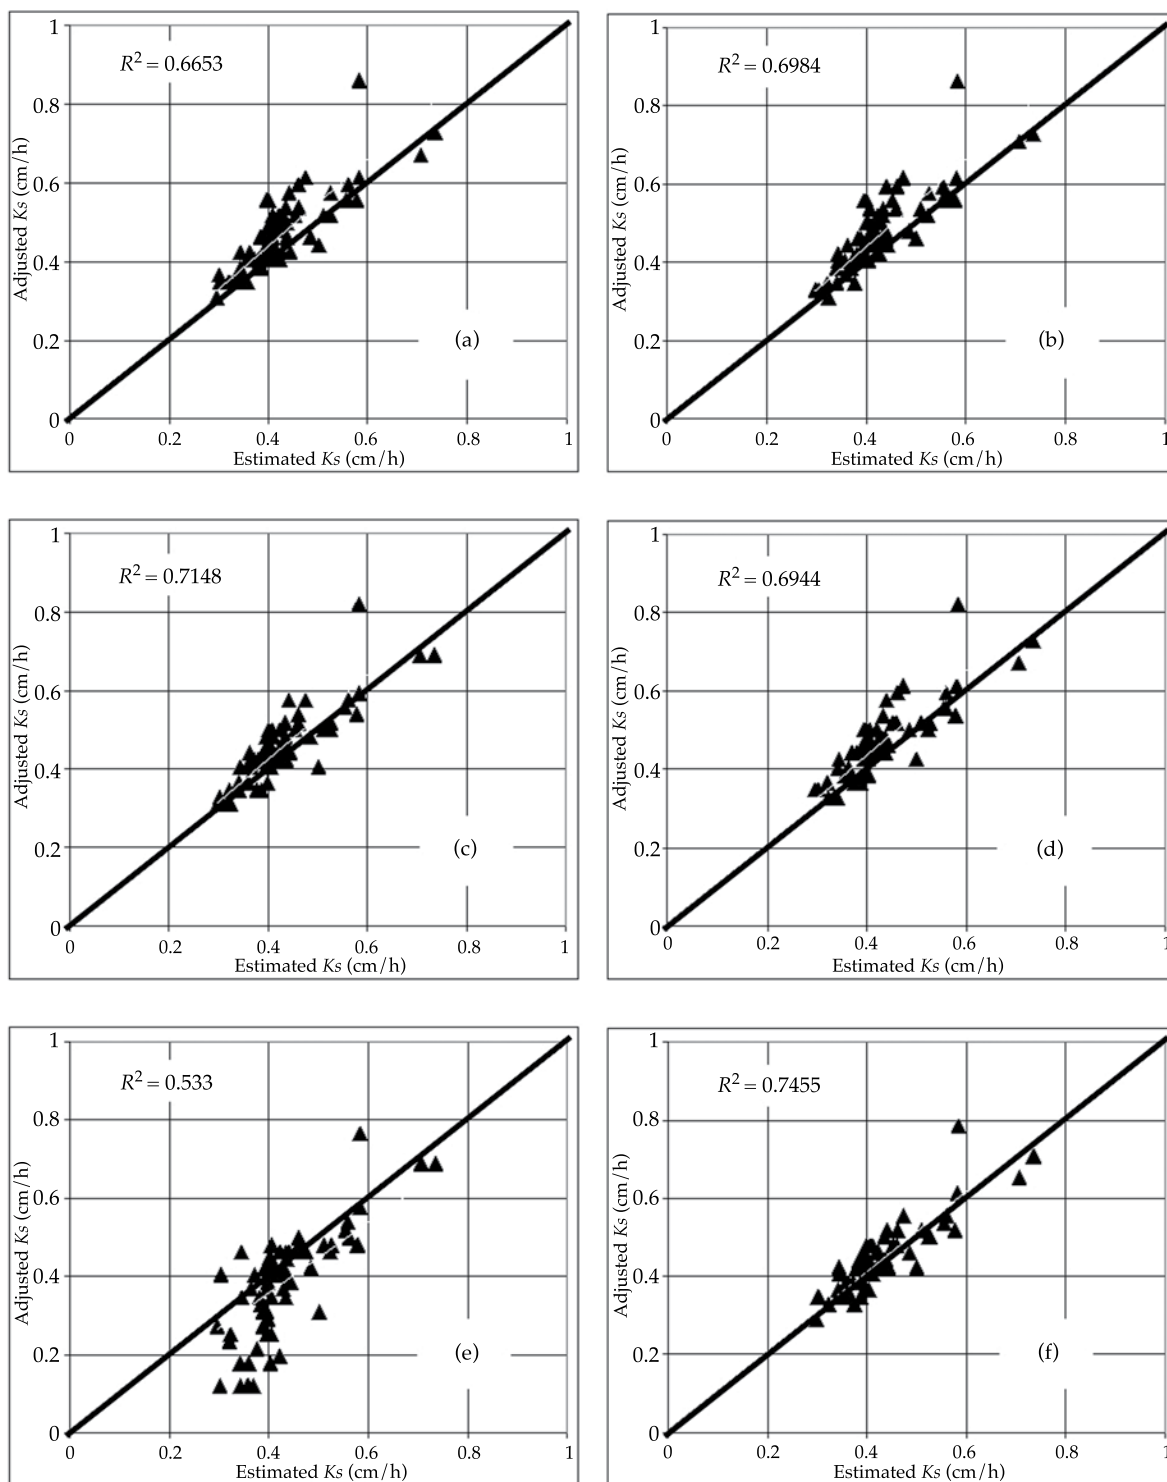 1
R² = 0.6653
0.8
0.6
0.4
0.2
0
Adjusted Ks (cm/h)
(a)
0 0.2 0.4 0.6 0.8 1
Estimated Ks (cm/h)
1
R² = 0.6984
0.8
0.6
0.4
0.2
0
Adjusted Ks (cm/h)
(b)
0 0.2 0.4 0.6 0.8 1
Estimated Ks (cm/h)
1
R² = 0.7148
0.8
0.6
0.4
0.2
0
Adjusted Ks (cm/h)
(c)
0 0.2 0.4 0.6 0.8 1
Estimated Ks (cm/h)
1
R² = 0.6944
0.8
0.6
0.4
0.2
0
Adjusted Ks (cm/h)
(d)
0 0.2 0.4 0.6 0.8 1
Estimated Ks (cm/h)
1
R² = 0.533
0.8
0.6
0.4
0.2
0
Adjusted Ks (cm/h)
(e)
0 0.2 0.4 0.6 0.8 1
Estimated Ks (cm/h)
1
R² = 0.7455
0.8
0.6
0.4
0.2
0
Adjusted Ks (cm/h)
(f)
0 0.2 0.4 0.6 0.8 1
Estimated Ks (cm/h)